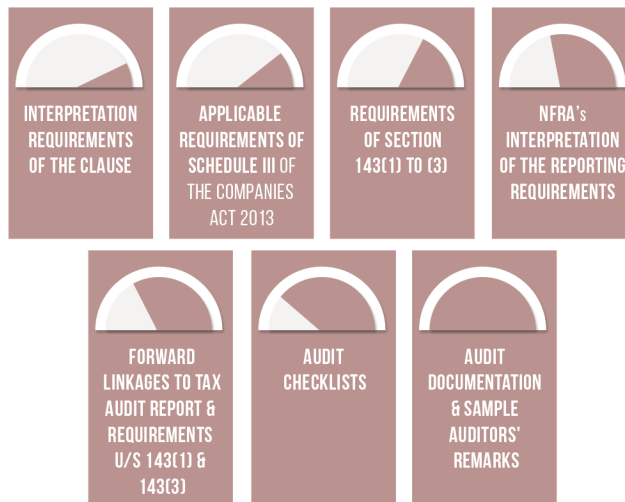 INTERPRETATION
REQUIREMENTS
OF THE CLAUSE
APPLICABLE
REQUIREMENTS OF
SCHEDULE III OF
THE COMPANIES
ACT 2013
REQUIREMENTS
OF SECTION
143(1) TO (3)
NFRA's
INTERPRETATION
OF THE REPORTING
REQUIREMENTS
FORWARD
LINKAGES TO TAX
AUDIT REPORT &
REQUIREMENTS
U/S 143(1) &
143(3)
AUDIT
CHECKLISTS
AUDIT
DOCUMENTATION
& SAMPLE
AUDITORS'
REMARKS